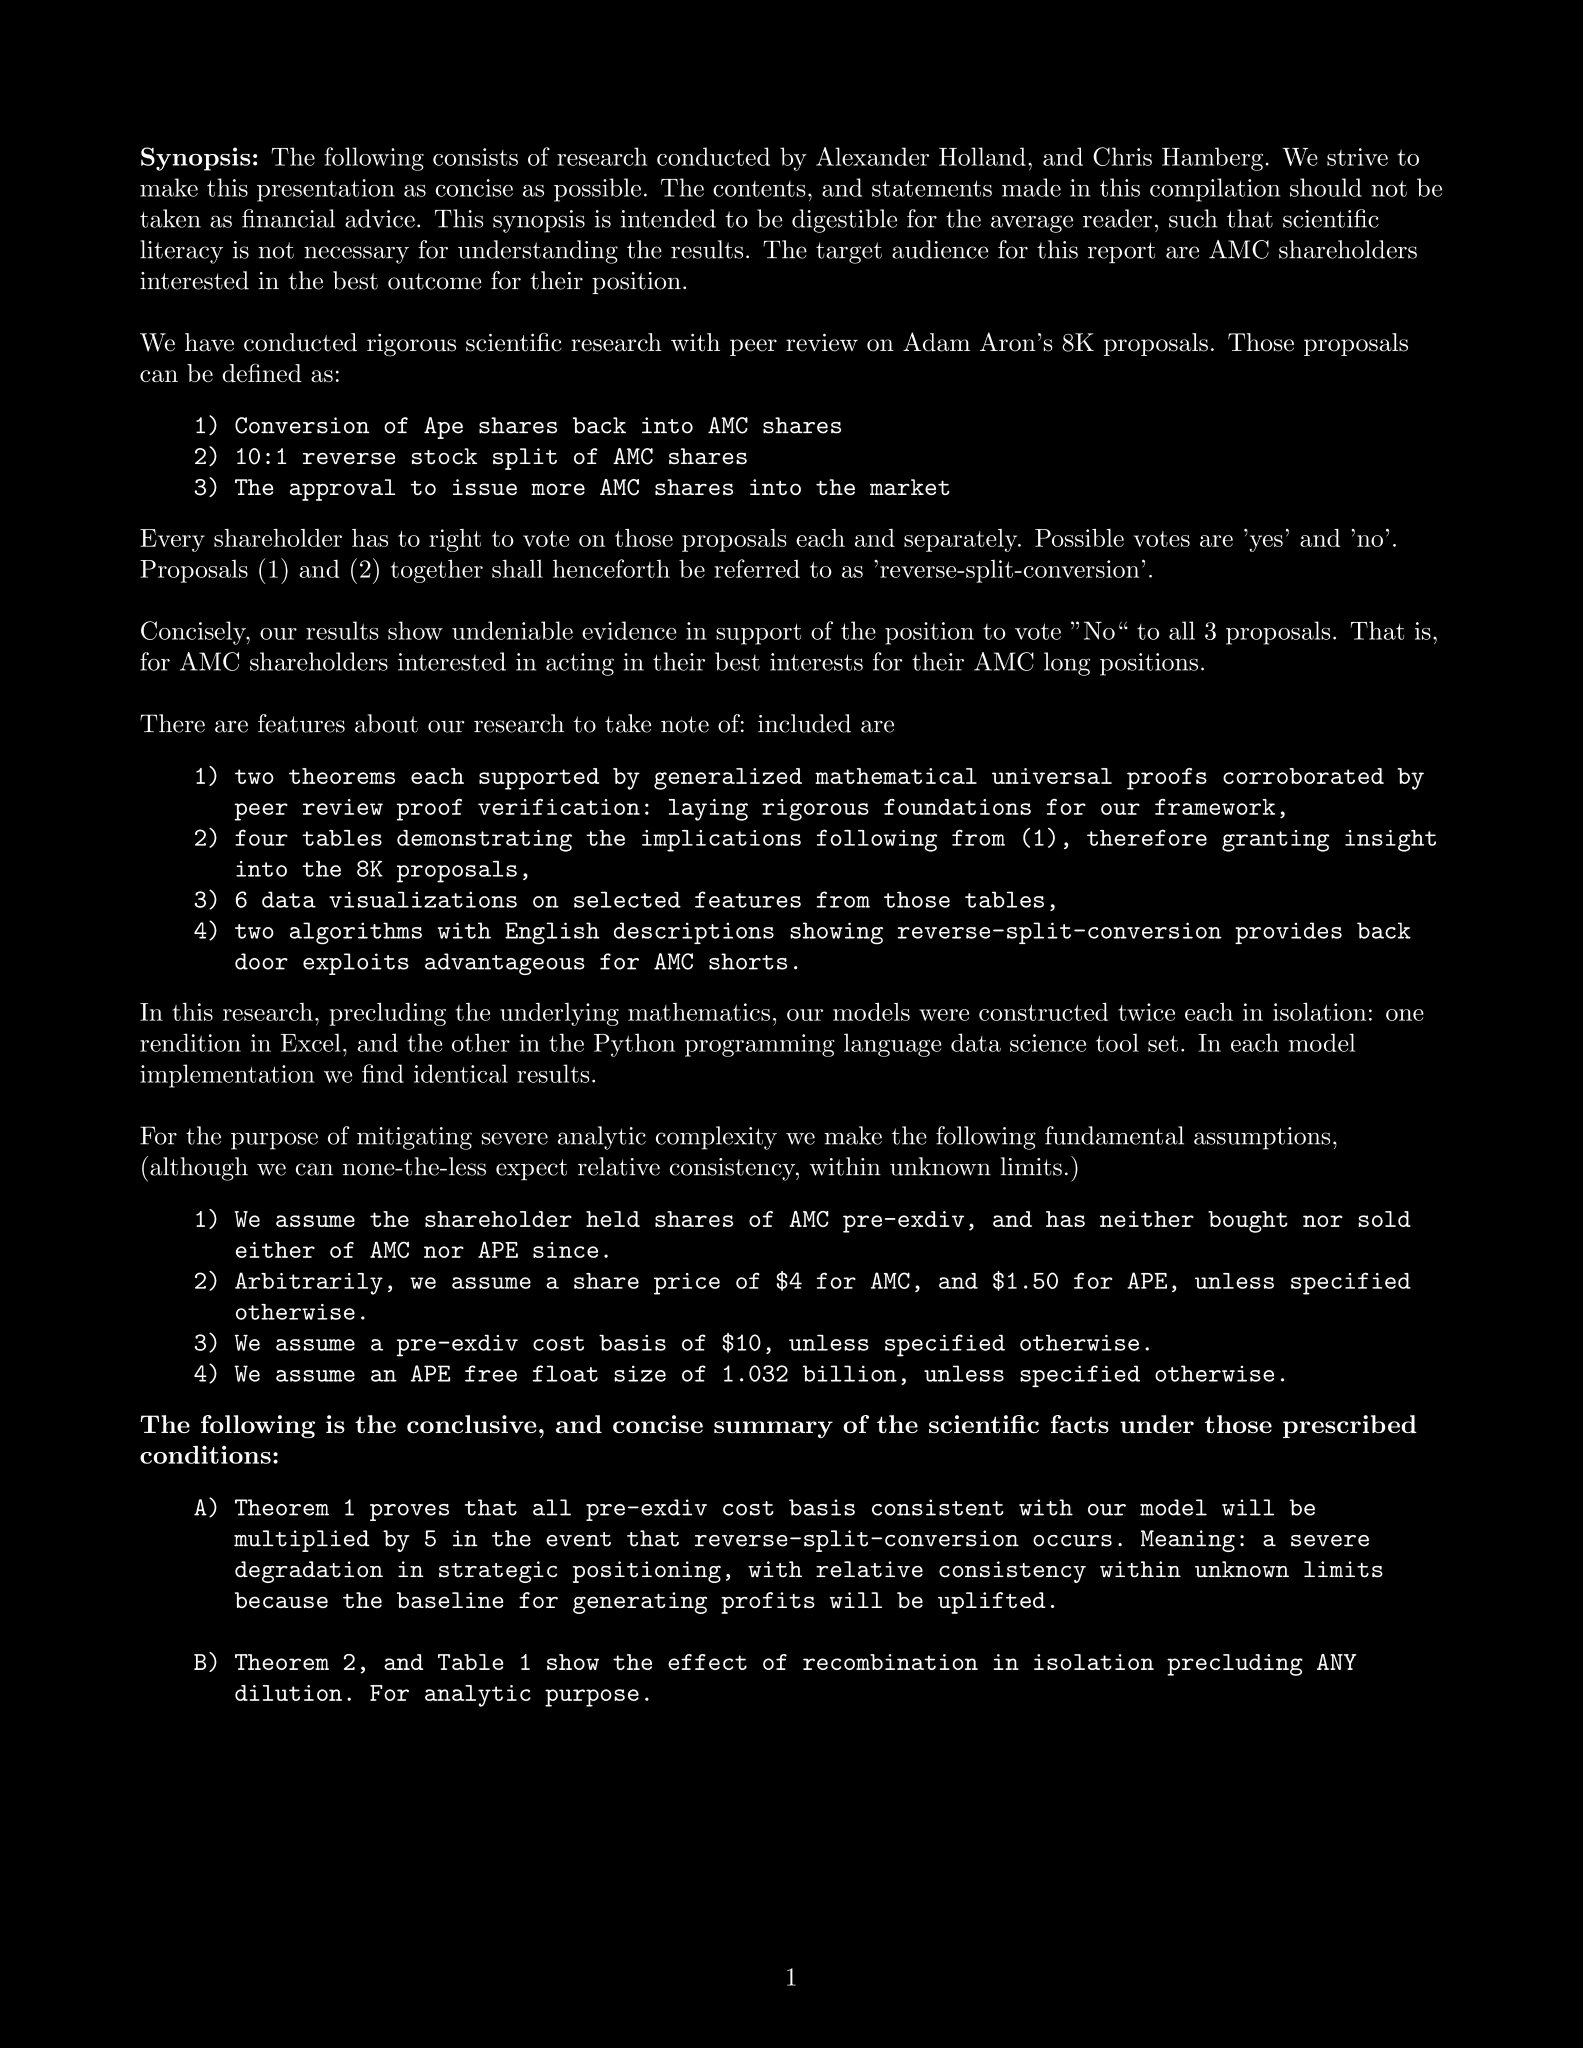 Synopsis: The following consists of research conducted by Alexander Holland, and Chris Hamberg. We strive to
make this presentation as concise as possible. The contents, and statements made in this compilation should not be
taken as financial advice. This synopsis is intended to be digestible for the average reader, such that scientific
literacy is not necessary for understanding the results. The target audience for this report are AMC shareholders
interested in the best outcome for their position.
We have conducted rigorous scientific research with peer review on Adam Aron's 8K proposals. Those proposals
can be defined as:
1) Conversion of Ape shares back into AMC shares
2) 10:1 reverse stock split of AMC shares
3) The approval to issue more AMC shares into the market
Every shareholder has to right to vote on those proposals each and separately. Possible votes are 'yes' and 'no'.
Proposals (1) and (2) together shall henceforth be referred to as 'reverse-split-conversion'.
Concisely, our results show undeniable evidence in support of the position to vote ”No“ to all 3 proposals. That is,
for AMC shareholders interested in acting in their best interests for their AMC long positions.
There are features about our research to take note of: included are
1) two theorems each supported by generalized mathematical universal proofs corroborated by
peer review proof verification: laying rigorous foundations for our framework,
2) four tables demonstrating the implications following from (1), therefore granting insight
into the 8K proposals,
3) 6 data visualizations on selected features from those tables,
4) two algorithms with English descriptions showing reverse-split-conversion provides back
door exploits advantageous for AMC shorts.
In this research, precluding the underlying mathematics, our models were constructed twice each in isolation: one
rendition in Excel, and the other in the Python programming language data science tool set. In each model
implementation we find identical results.
For the purpose of mitigating severe analytic complexity we make the following fundamental assumptions,
(although we can none-the-less expect relative consistency, within unknown limits.)
1) We assume the shareholder held shares of AMC pre-exdiv, and has neither bought nor sold
either of AMC nor APE since.
2) Arbitrarily, we assume a share price of $4 for AMC, and $1.50 for APE, unless specified
otherwise.
3) We assume a pre-exdiv cost basis of $10, unless specified otherwise.
4) We assume an APE free float size of 1.032 billion, unless specified otherwise.
The following is the conclusive, and concise summary of the scientific facts under those prescribed
conditions:
A) Theorem 1 proves that all pre-exdiv cost basis consistent with our model will be
multiplied by 5 in the event that reverse-split-conversion occurs. Meaning: a severe
degradation in strategic positioning, with relative consistency within unknown limits
because the baseline for generating profits will be uplifted.
B) Theorem 2, and Table 1 show the effect of recombination in isolation precluding ANY
dilution. For analytic purpose.
1